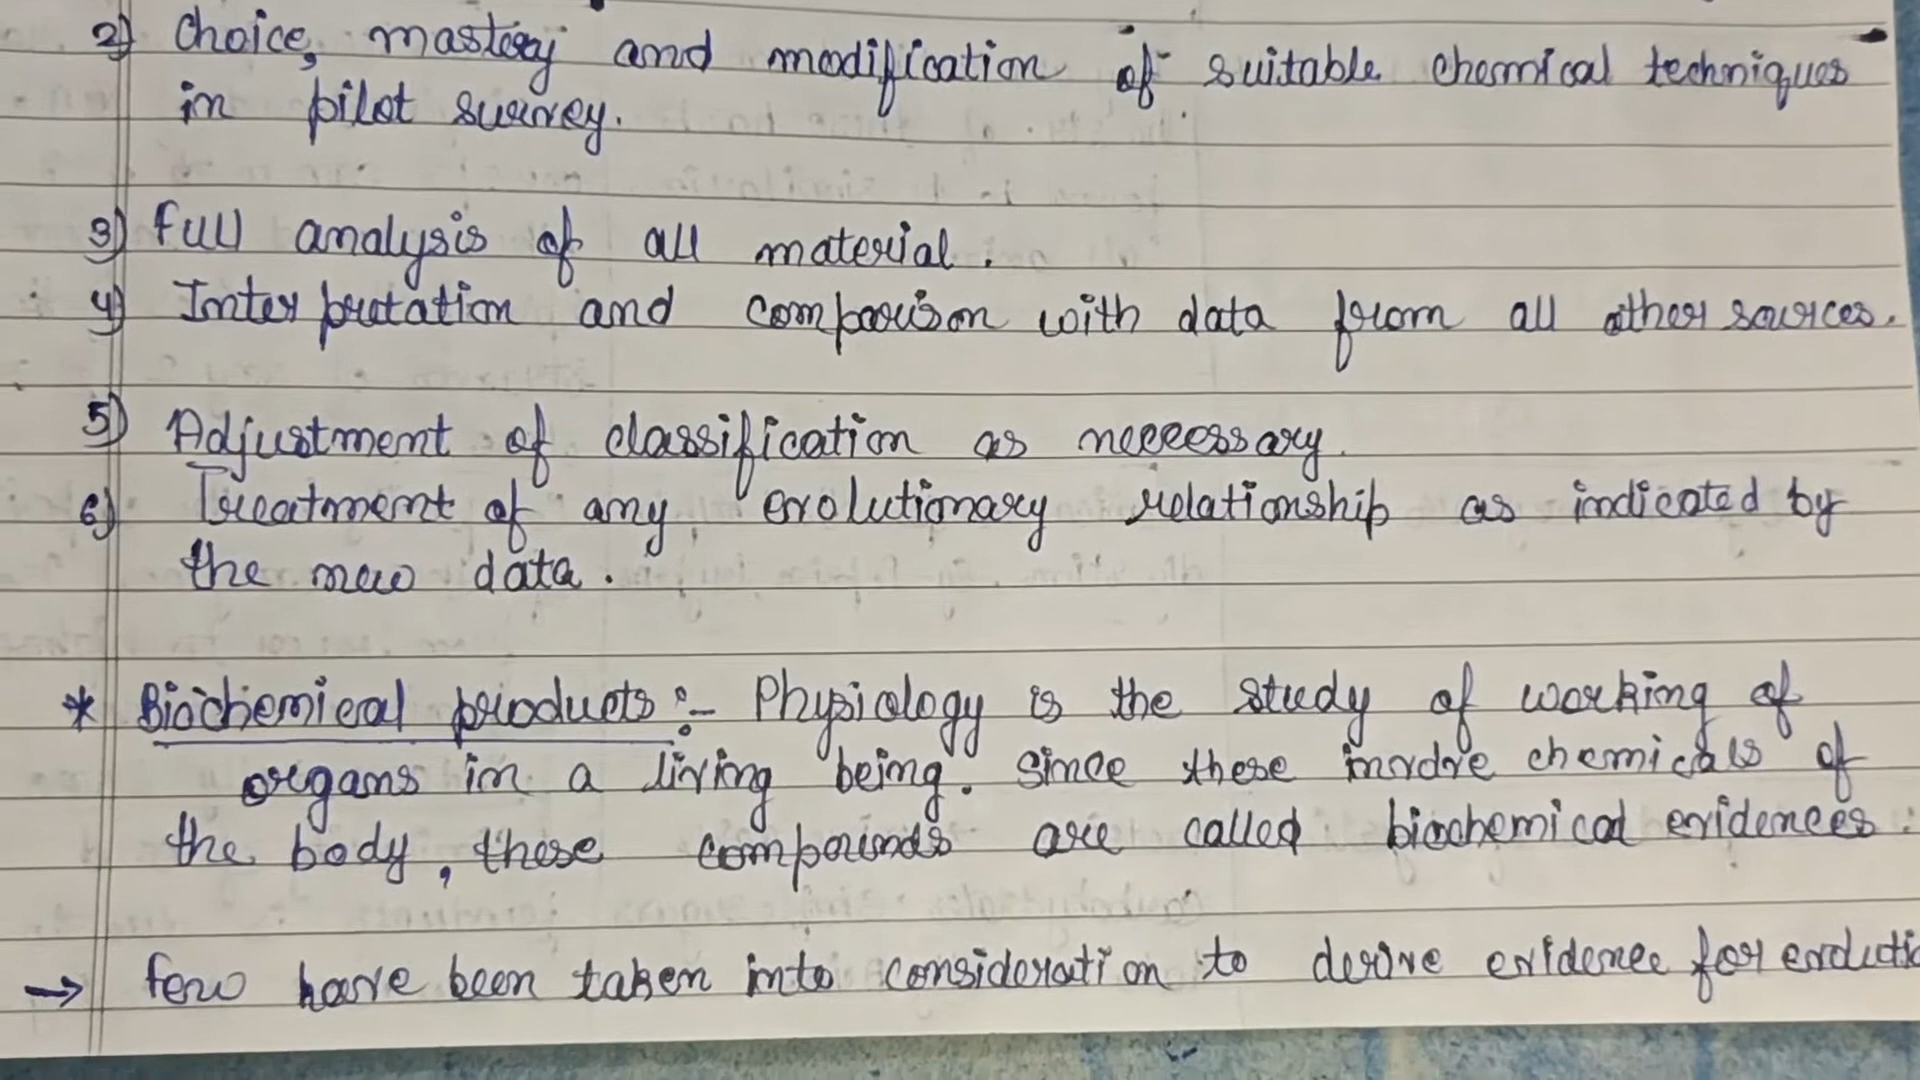 2) Choice, mastery and modification of suitable chemical techniques
in pilot survey.
3) Full analysis of all material.
4) Interpretation and comparison with data from all other sources.
5) Adjustment of classification as necessary.
6) Treatment of any evolutionary relationship as indicated by
the new data.
* Biochemical products :- Physiology is the study of working of
organs in a living being. Since these involve chemicals of
the body, these compounds are called biochemical evidences.
→ few have been taken into consideration to derive evidence for evolutio